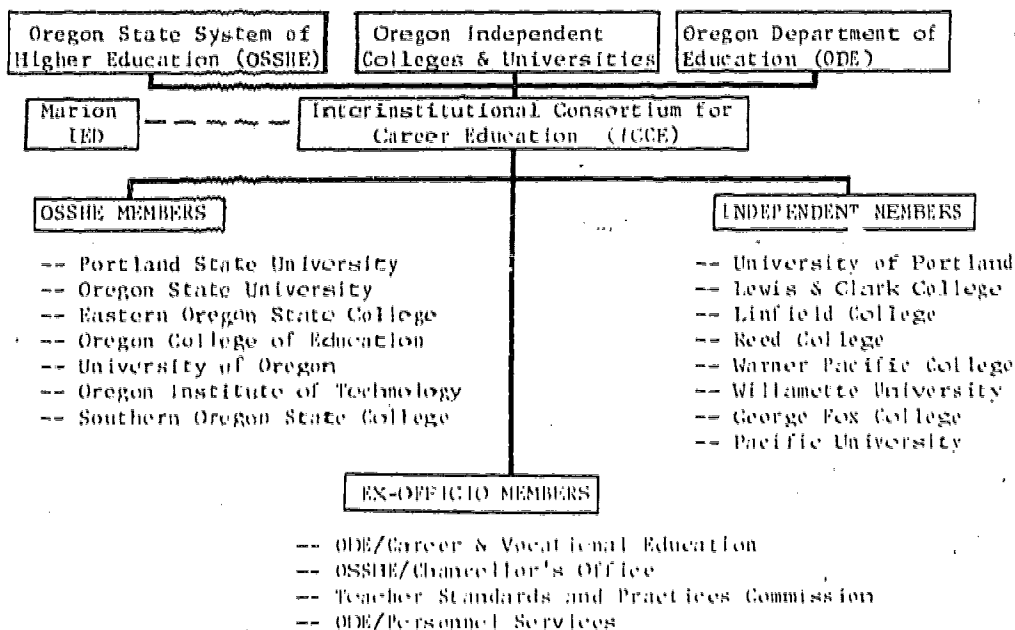 Oregon State System of
Higher Education (OSSHE)
Oregon Independent
Colleges & Universities
Oregon Department of
Education (ODE)
Marion
IED
Interinstitutional Consortium for
Career Education (ICCE)
OSSHE MEMBERS
-- Portland State University
-- Oregon State University
-- Eastern Oregon State College
-- Oregon College of Education
-- University of Oregon
-- Oregon Institute of Technology
-- Southern Oregon State College
INDEPENDENT MEMBERS
-- University of Portland
-- Lewis & Clark College
-- Linfield College
-- Reed College
-- Warner Pacific College
-- Willamette University
-- George Fox College
-- Pacific University
EX-OFFICIO MEMBERS
-- ODE/Career & Vocational Education
-- OSSHE/Chancellor's Office
-- Teacher Standards and Practices Commission
-- ODE/Personnel Services